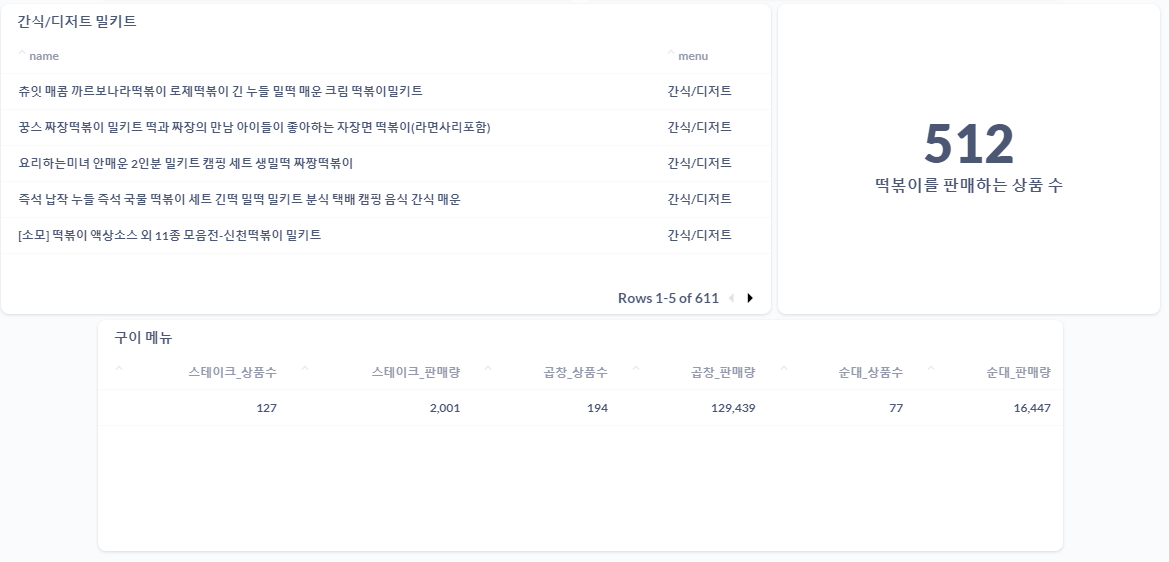 간식/디저트 밀키트
name menu
츄잇 매콤 까르보나라떡볶이 로제떡볶이 긴 누들 밀떡 매운 크림 떡볶이밀키트 간식/디저트
꿍스 짜장떡볶이 밀키트 떡과 짜장의 만남 아이들이 좋아하는 자장면 떡볶이(라면사리포함) 간식/디저트
요리하는미녀 안매운 2인분 밀키트 캠핑 세트 생밀떡 짜짱떡볶이 간식/디저트
즉석 납작 누들 즉석 국물 떡볶이 세트 긴떡 밀떡 밀키트 분식 택배 캠핑 음식 간식 매운 간식/디저트
[소모] 떡볶이 액상소스 외 11종 모음전-신천떡볶이 밀키트 간식/디저트
Rows 1-5 of 611
512
떡볶이를 판매하는 상품 수
구이 메뉴
스테이크_상품수 스테이크_판매량 곱창_상품수 곱창_판매량 순대_상품수 순대_판매량
127 2,001 194 129,439 77 16,447